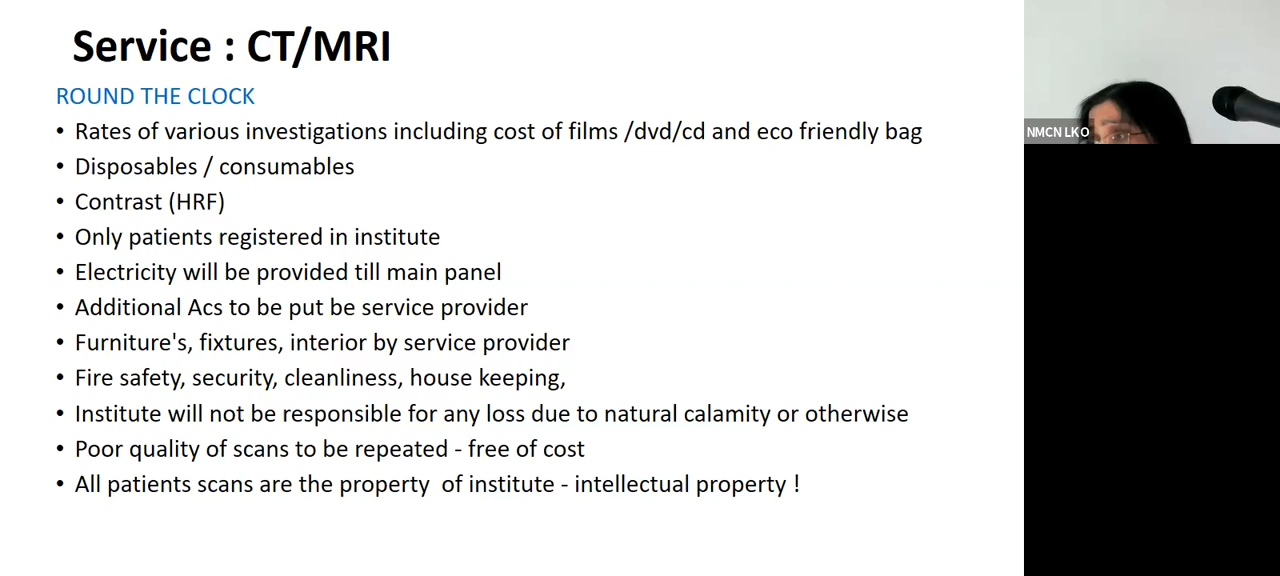 Service : CT/MRI
ROUND THE CLOCK
• Rates of various investigations including cost of films /dvd/cd and eco friendly bag
• Disposables / consumables
• Contrast (HRF)
• Only patients registered in institute
• Electricity will be provided till main panel
• Additional Acs to be put be service provider
• Furniture's, fixtures, interior by service provider
• Fire safety, security, cleanliness, house keeping,
• Institute will not be responsible for any loss due to natural calamity or otherwise
• Poor quality of scans to be repeated - free of cost
• All patients scans are the property  of institute - intellectual property !
NMCN LKO